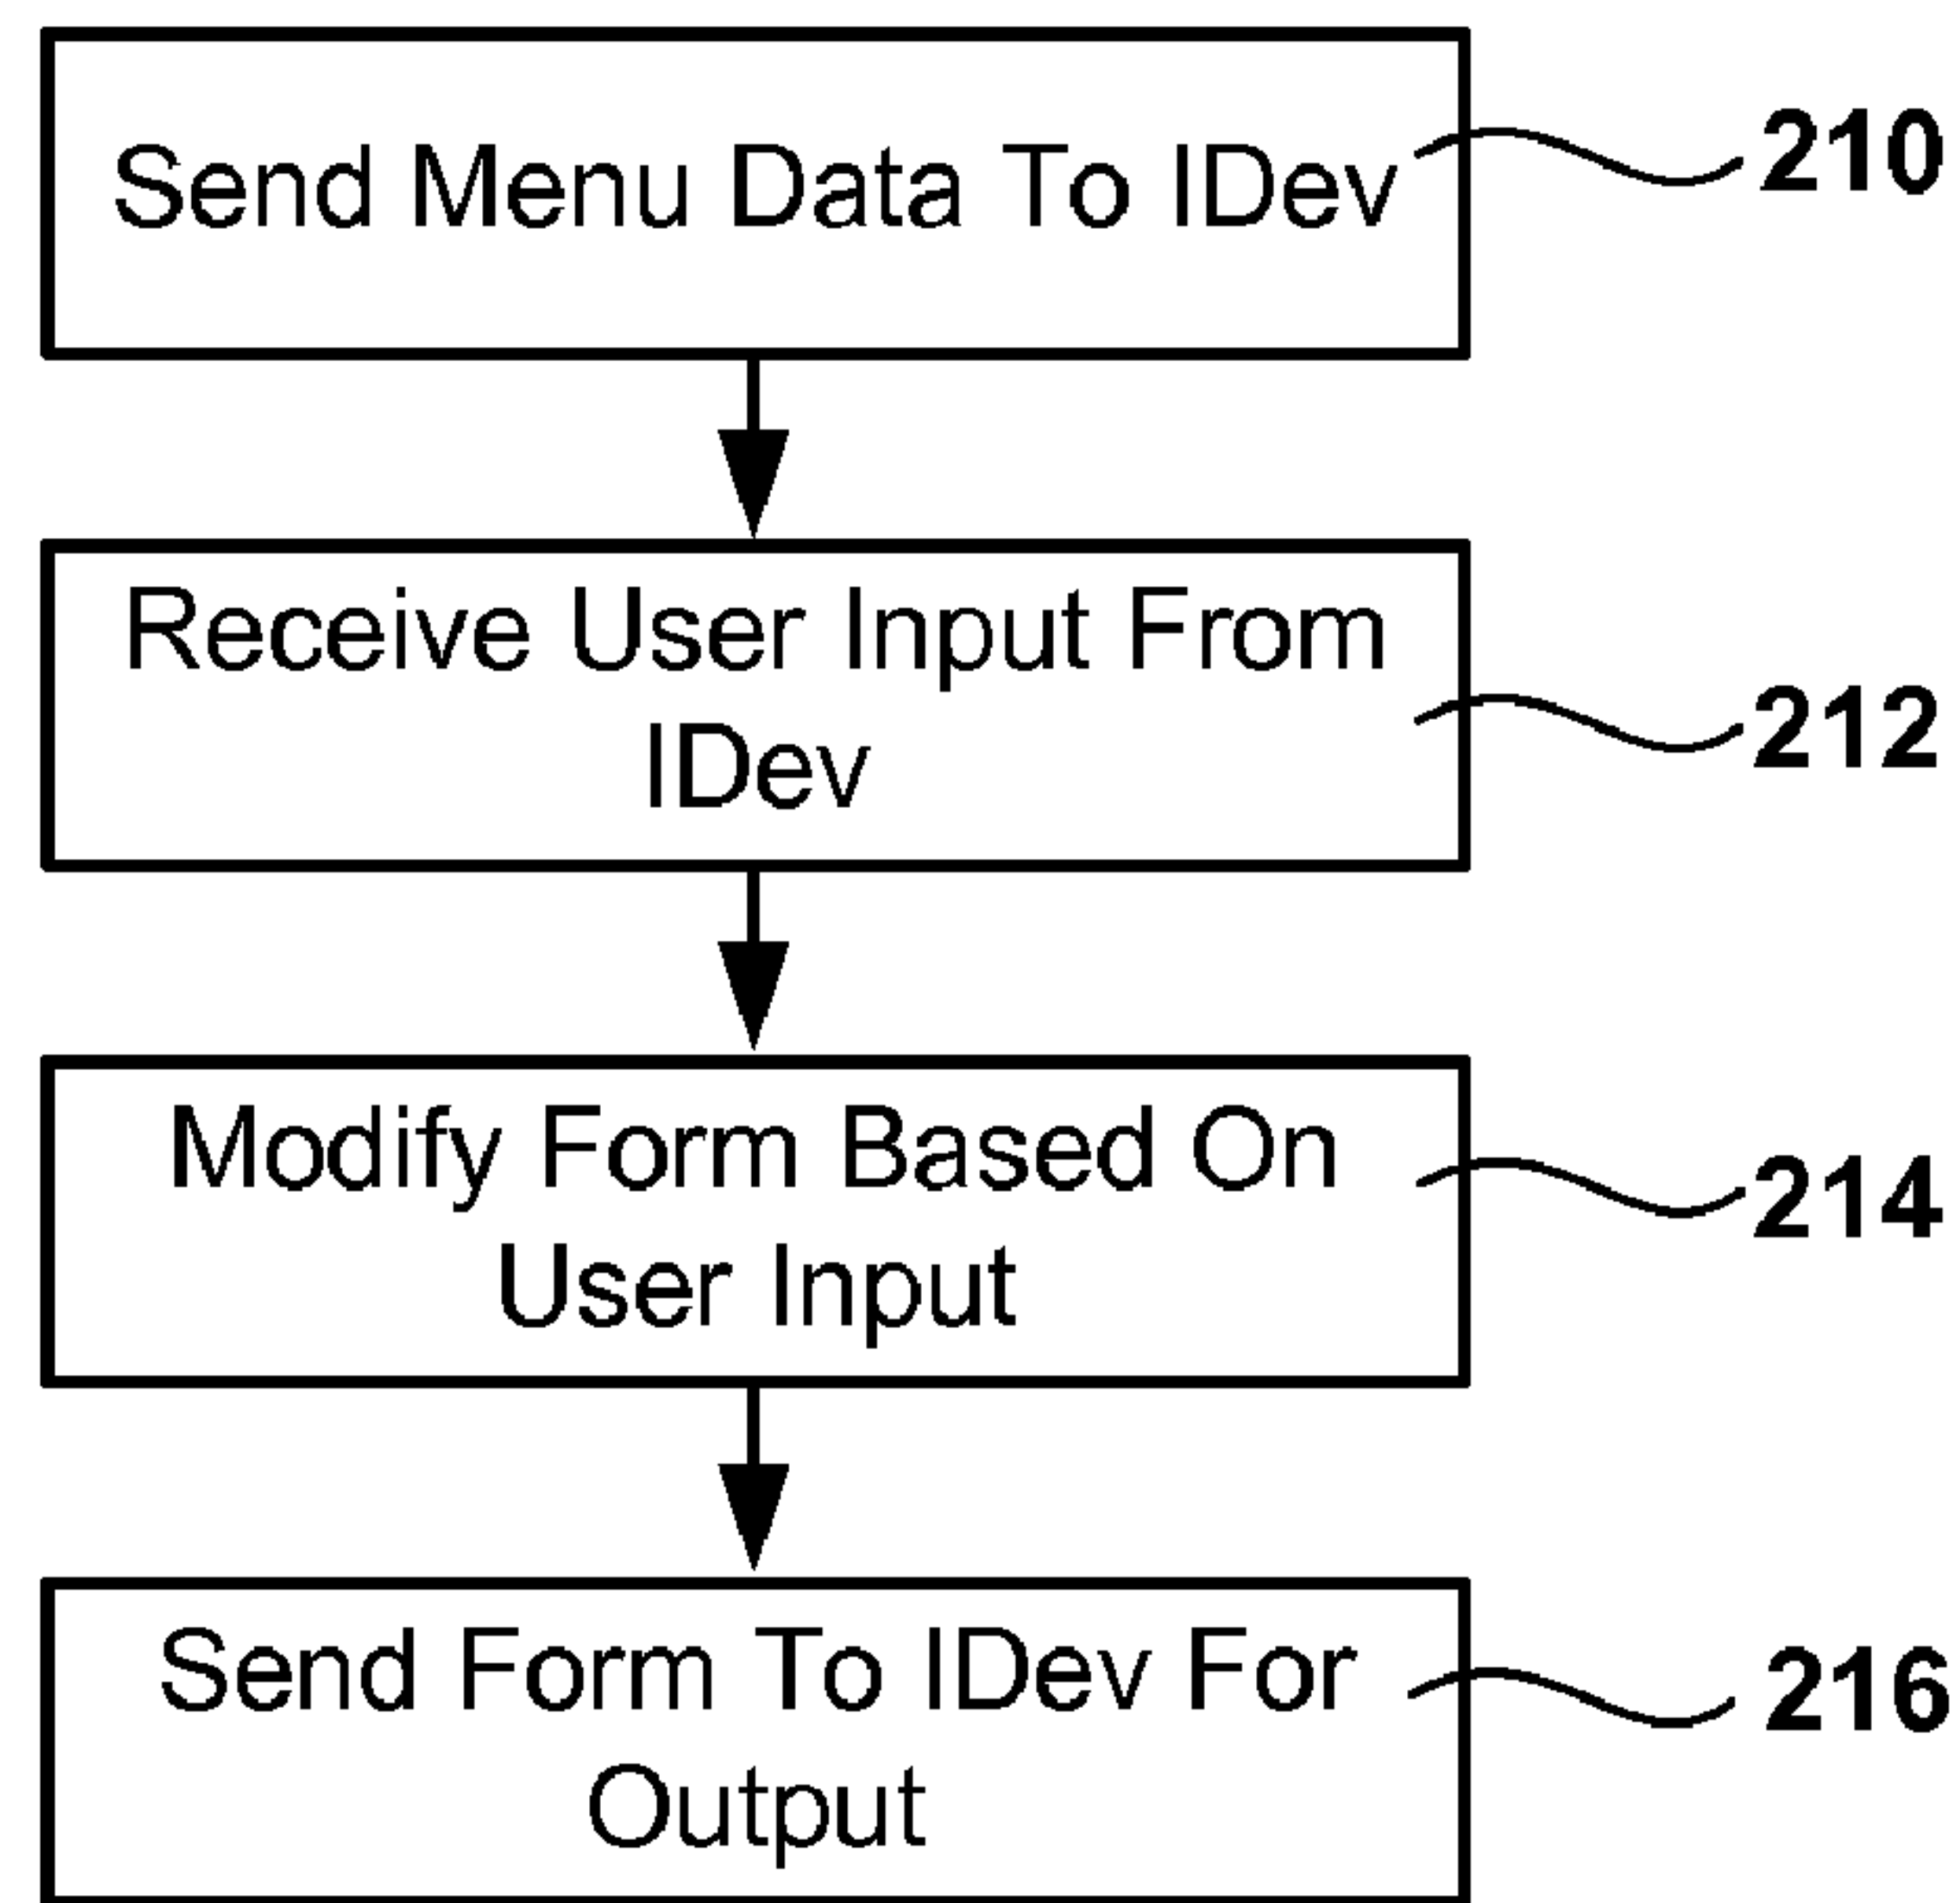 Send Menu Data To IDev
210
Receive User Input From
IDev
212
Modify Form Based On
User Input
214
Send Form To IDev For
Output
216